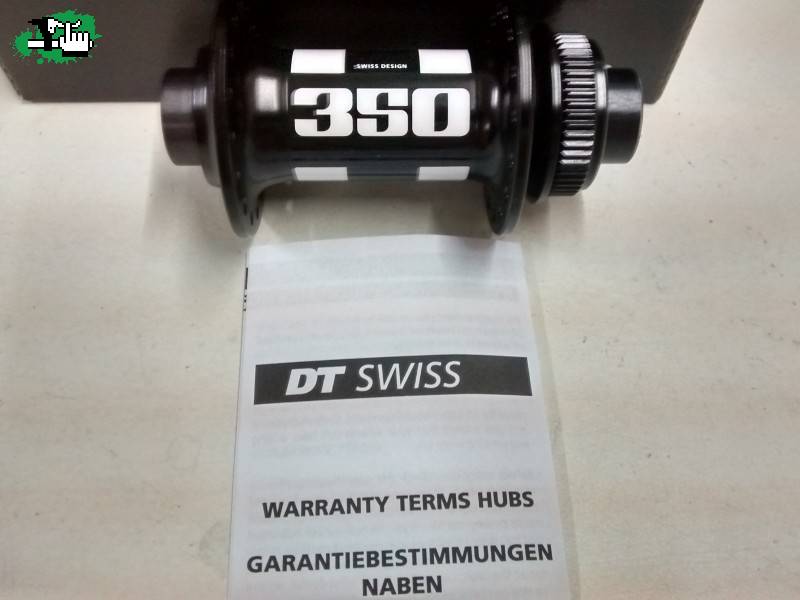 SWISS DESIGN
350
DT SWISS
WARRANTY TERMS HUBS
GARANTIEBESTIMMUNGEN
NABEN